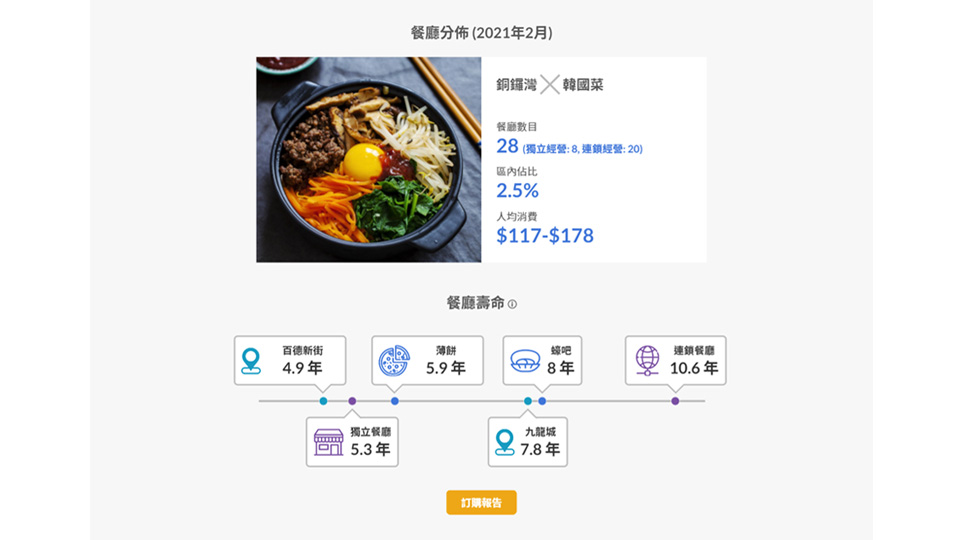 餐廳分佈 (2021年2月)
銅鑼灣 X 韓國菜
餐廳數目
28 (獨立經營: 8, 連鎖經營: 20)
區內佔比
2.5%
人均消費
$117-$178
餐廳壽命
百德新街
4.9 年
薄餅
5.9 年
蠔吧
8 年
連鎖餐廳
10.6 年
獨立餐廳
5.3 年
九龍城
7.8 年
訂購報告